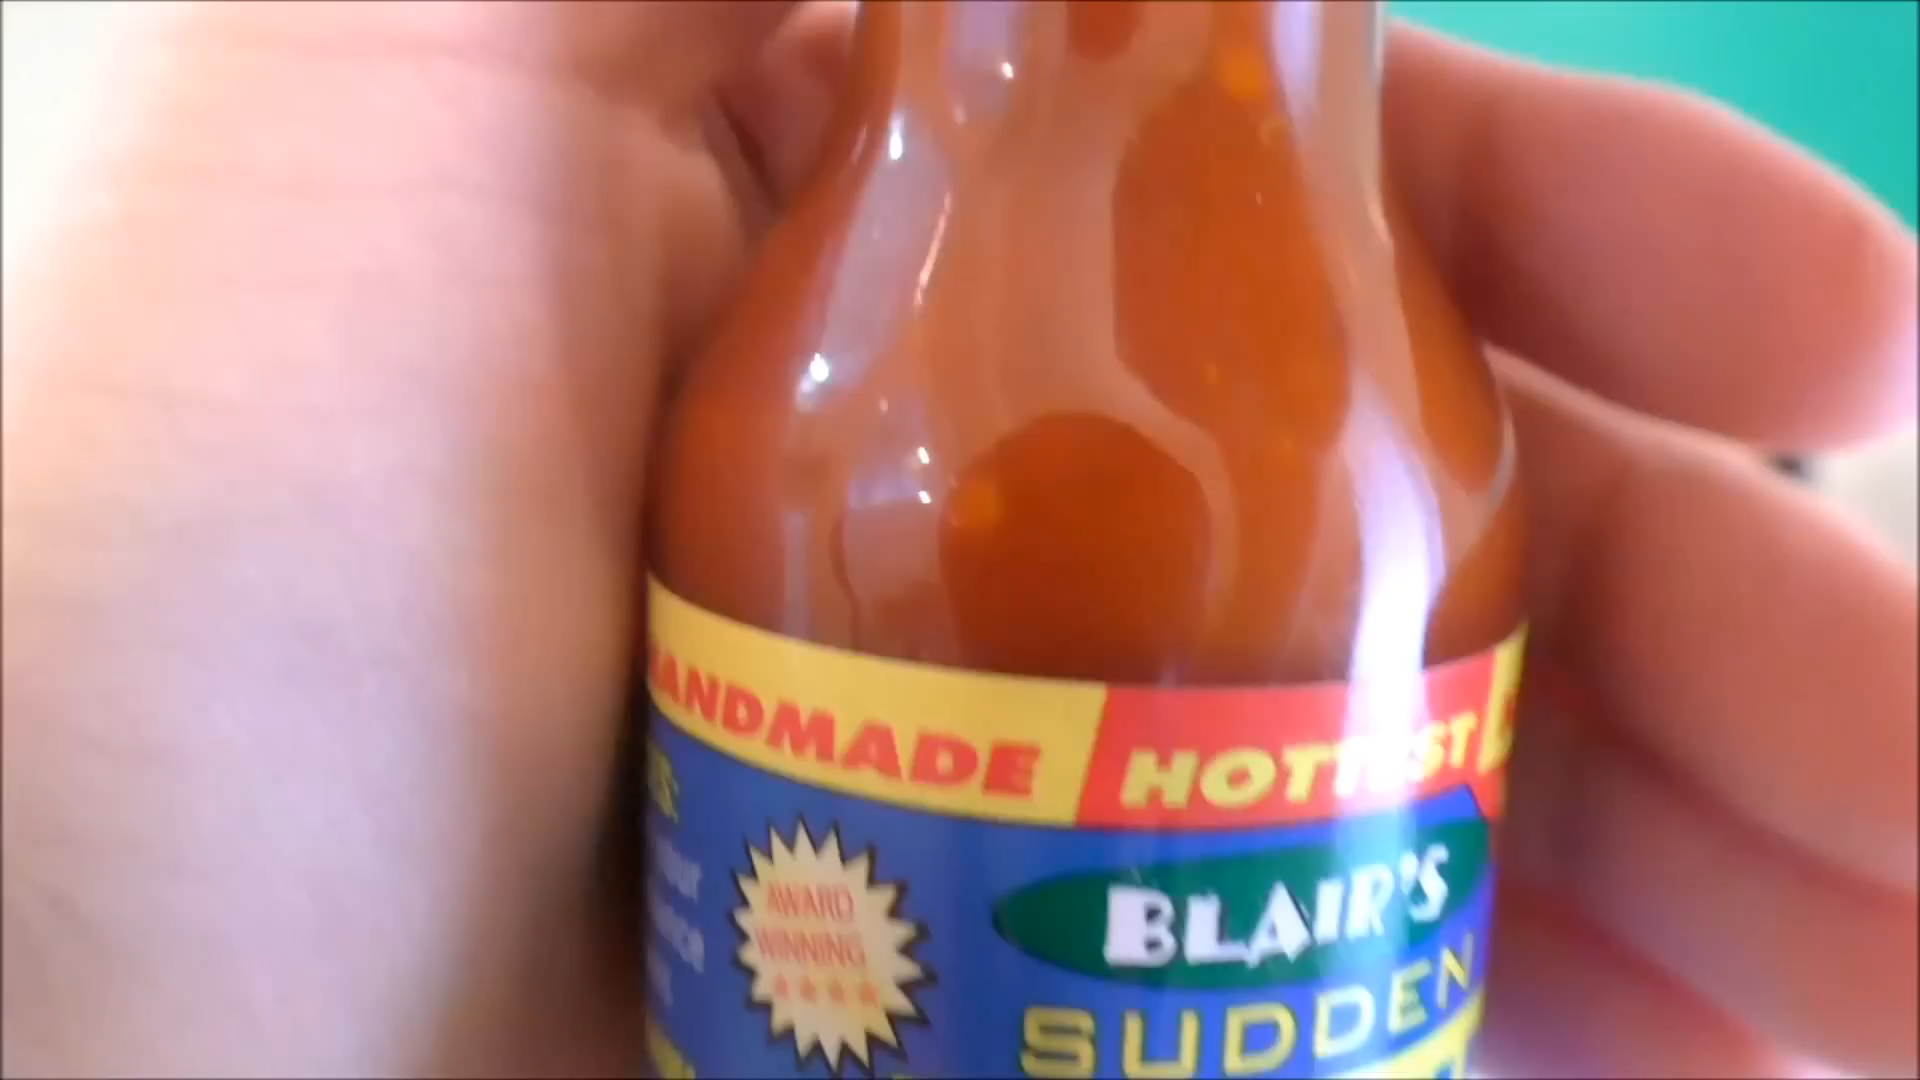 HANDMADE HOTTEST
AWARD
WINNING
BLAIR'S
SUDDEN